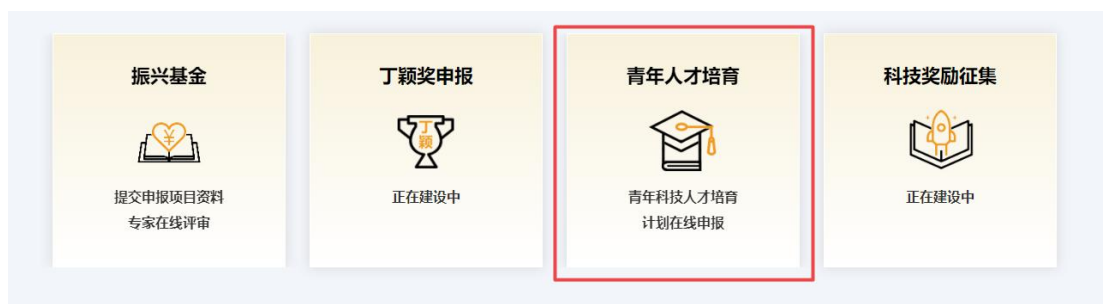 振兴基金
¥
提交申报项目资料
专家在线评审
丁颖奖申报
丁
颖
正在建设中
青年人才培育
青年科技人才培育
计划在线申报
科技奖励征集
正在建设中